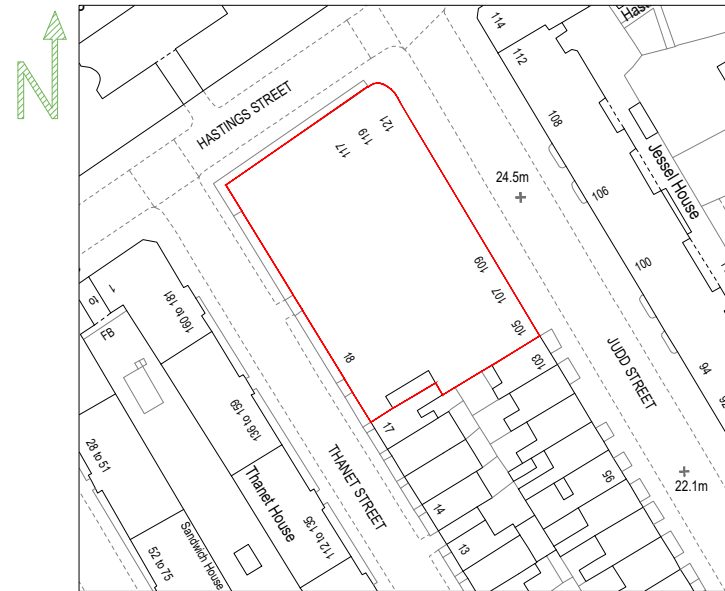 N
114
112
108
106
100
94
92
Jessel House
HASTINGS STREET
117
119
121
24.5m
109
107
105
103
95
18
17
14
13
JUDD STREET
22.1m
THANET STREET
1
FB
160 to 181
136 to 159
112 to 135
Thanet House
28 to 51
52 to 75
Sandwich House